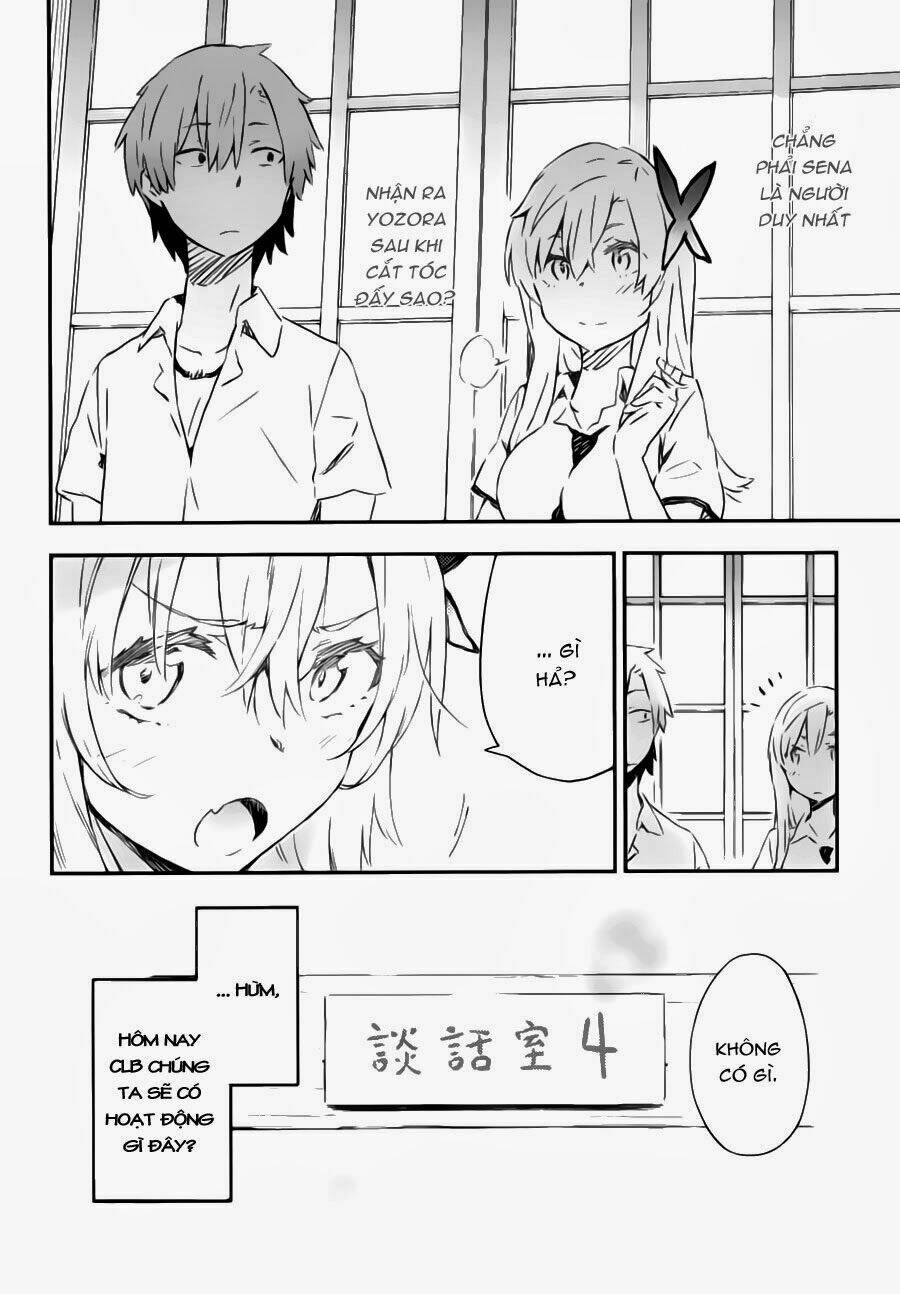 CHẲNG
PHẢI SENA
LÀ NGƯỜI
DUY NHẤT
NHẬN RA
YOZORA
SAU KHI
CẮT TÓC
ĐẤY SAO?
... GÌ
HẢ?
KHÔNG
CÓ GÌ.
談話室4
... HỪM,
HÔM NAY
CLB CHÚNG
TA SẼ CÓ
HOẠT ĐỘNG
GÌ ĐÂY?